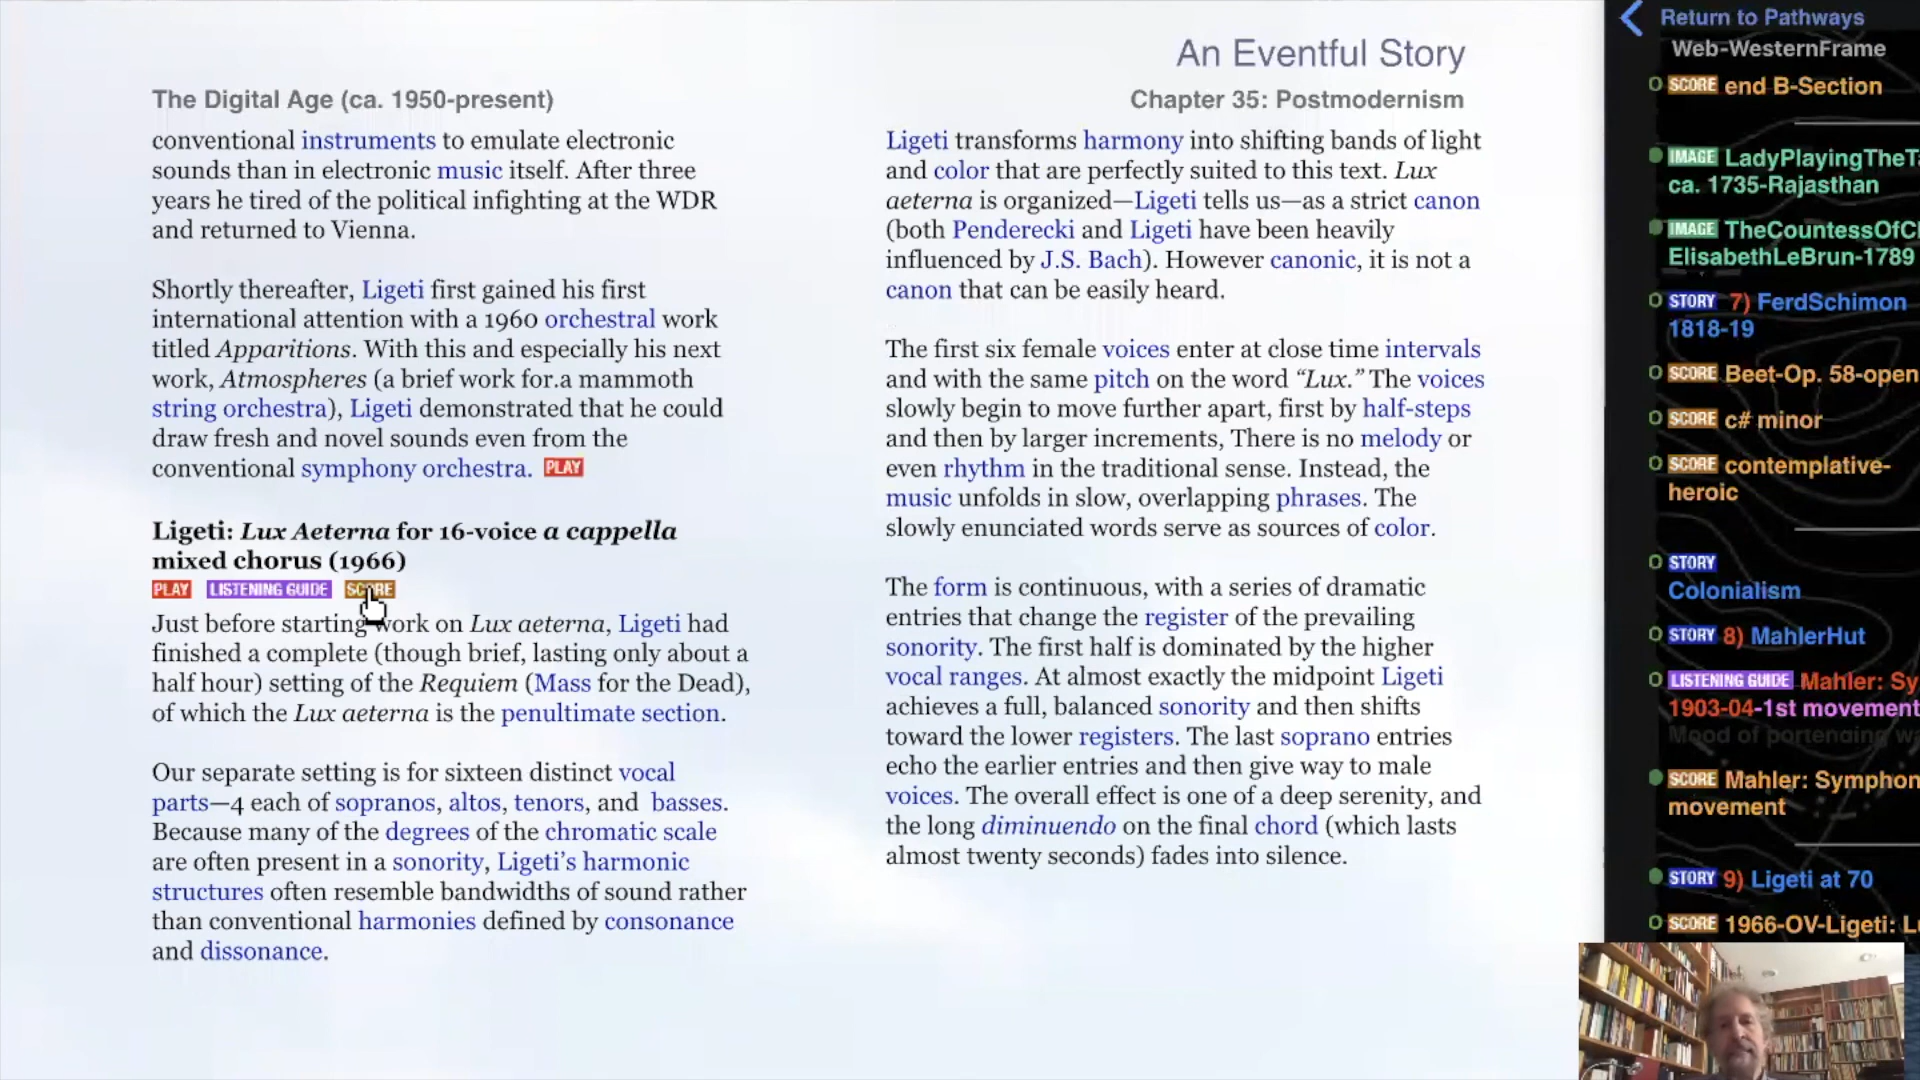 An Eventful Story
The Digital Age (ca. 1950-present)
Chapter 35: Postmodernism
conventional instruments to emulate electronic
sounds than in electronic music itself. After three
years he tired of the political infighting at the WDR
and returned to Vienna.
Shortly thereafter, Ligeti first gained his first
international attention with a 1960 orchestral work
titled Apparitions. With this and especially his next
work, Atmospheres (a brief work for.a mammoth
string orchestra), Ligeti demonstrated that he could
draw fresh and novel sounds even from the
conventional symphony orchestra. PLAY
Ligeti: Lux Aeterna for 16-voice a cappella
mixed chorus (1966)
PLAY LISTENING GUIDE SCORE
Just before starting work on Lux aeterna, Ligeti had
finished a complete (though brief, lasting only about a
half hour) setting of the Requiem (Mass for the Dead),
of which the Lux aeterna is the penultimate section.
Our separate setting is for sixteen distinct vocal
parts—4 each of sopranos, altos, tenors, and basses.
Because many of the degrees of the chromatic scale
are often present in a sonority, Ligeti's harmonic
structures often resemble bandwidths of sound rather
than conventional harmonies defined by consonance
and dissonance.
Ligeti transforms harmony into shifting bands of light
and color that are perfectly suited to this text. Lux
aeterna is organized—Ligeti tells us—as a strict canon
(both Penderecki and Ligeti have been heavily
influenced by J.S. Bach). However canonic, it is not a
canon that can be easily heard.
The first six female voices enter at close time intervals
and with the same pitch on the word “Lux.” The voices
slowly begin to move further apart, first by half-steps
and then by larger increments, There is no melody or
even rhythm in the traditional sense. Instead, the
music unfolds in slow, overlapping phrases. The
slowly enunciated words serve as sources of color.
The form is continuous, with a series of dramatic
entries that change the register of the prevailing
sonority. The first half is dominated by the higher
vocal ranges. At almost exactly the midpoint Ligeti
achieves a full, balanced sonority and then shifts
toward the lower registers. The last soprano entries
echo the earlier entries and then give way to male
voices. The overall effect is one of a deep serenity, and
the long diminuendo on the final chord (which lasts
almost twenty seconds) fades into silence.
Return to Pathways
Web-WesternFrame
SCORE end B-Section
IMAGE LadyPlayingTheT
ca. 1735-Rajasthan
IMAGE TheCountessOfC
ElisabethLeBrun-1789
STORY 7) FerdSchimon
1818-19
SCORE Beet-Op. 58-open
SCORE c# minor
SCORE contemplative-
heroic
STORY
Colonialism
STORY 8) MahlerHut
LISTENING GUIDE Mahler: Sy
1903-04-1st movement
Mood of portending w
SCORE Mahler: Symphon
movement
STORY 9) Ligeti at 70
SCORE 1966-OV-Ligeti: L